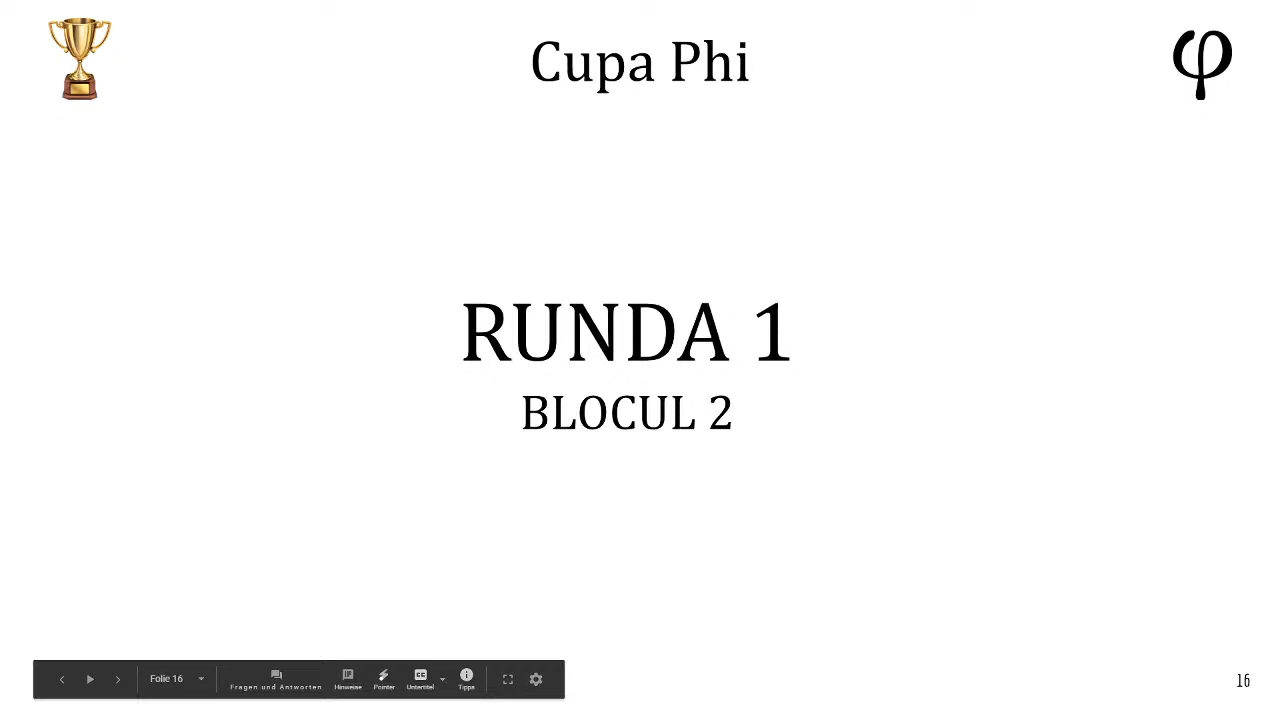 Cupa Phi
φ
RUNDA 1
BLOCUL 2
Folie 16
Fragen und Antworten
Hinweise
Pointer
Untertitel
Tipps
16